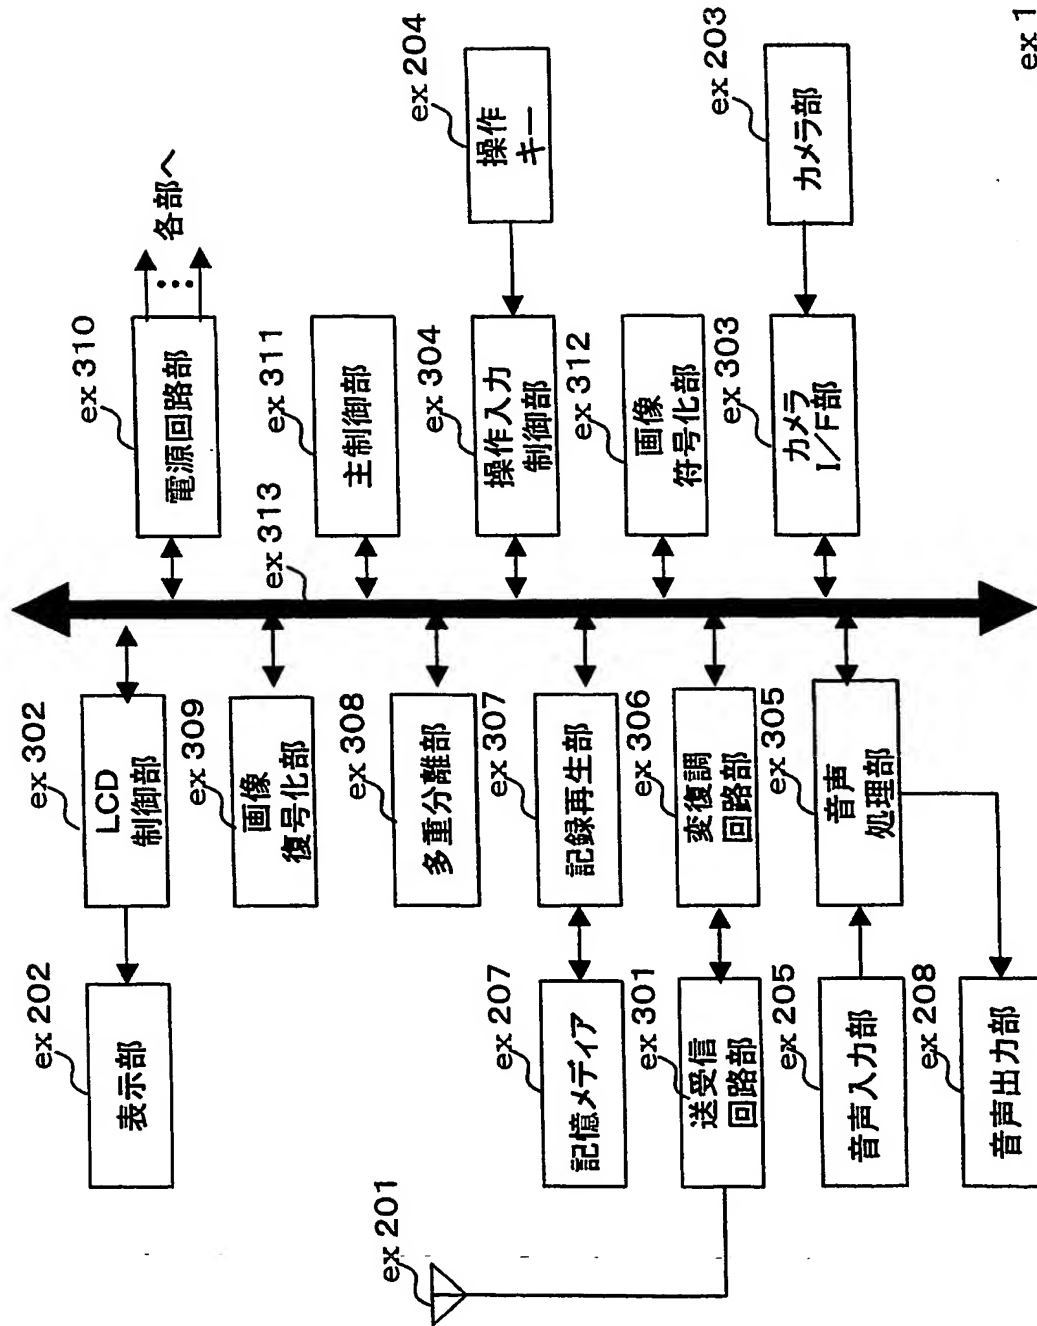 ex 202
表示部
ex 302
LCD
制御部
ex 310
電源回路部
各部へ
ex 309
画像
復号化部
ex 313
ex 311
主制御部
ex 201
ex 308
多重分離部
ex 304
操作入力
制御部
ex 204
操作
キー
ex 207
記憶メディア
ex 307
記録再生部
ex 312
画像
符号化部
ex 301
送受信
回路部
ex 306
変復調
回路部
ex 303
カメラ
I/F部
ex 203
カメラ部
ex 205
音声入力部
ex 305
音声
処理部
ex 208
音声出力部
ex 1